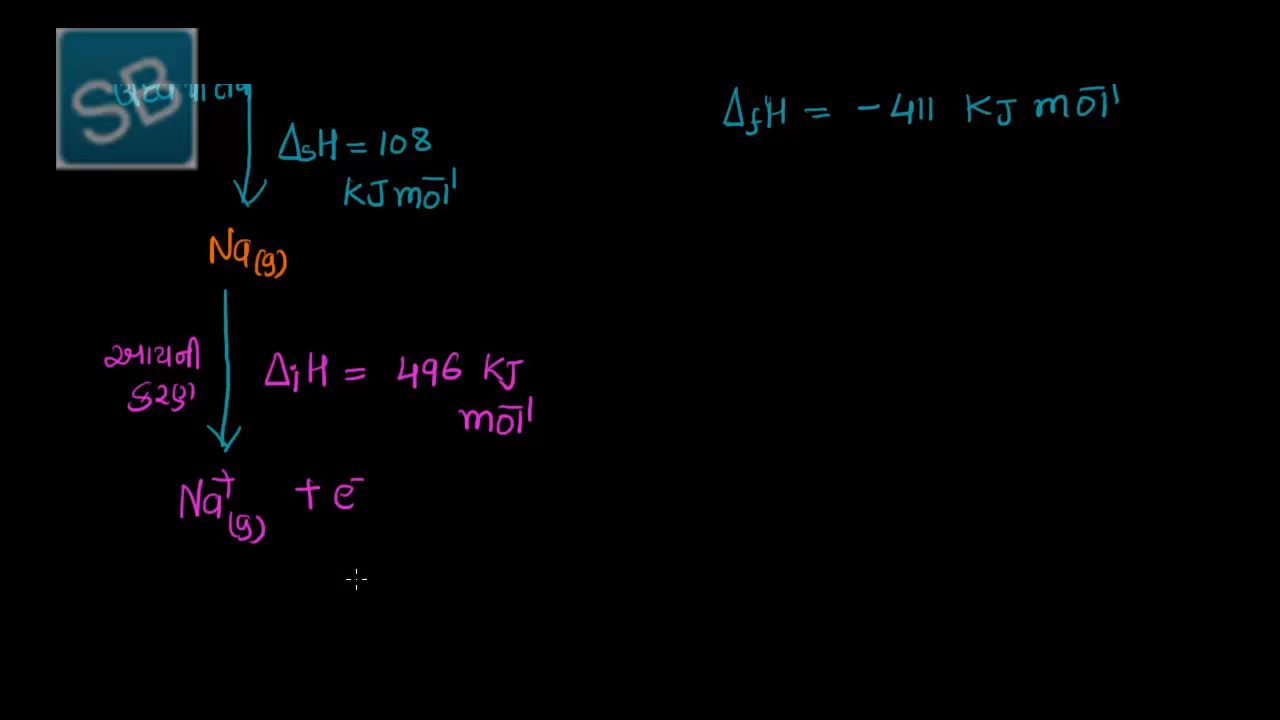 SB
ΔsH = 108
KJ mol⁻¹
ΔfH = -411 KJ mol⁻¹
Na(g)
આયની
કરણ
ΔiH = 496 KJ
mol⁻¹
Na⁺(g) + e⁻